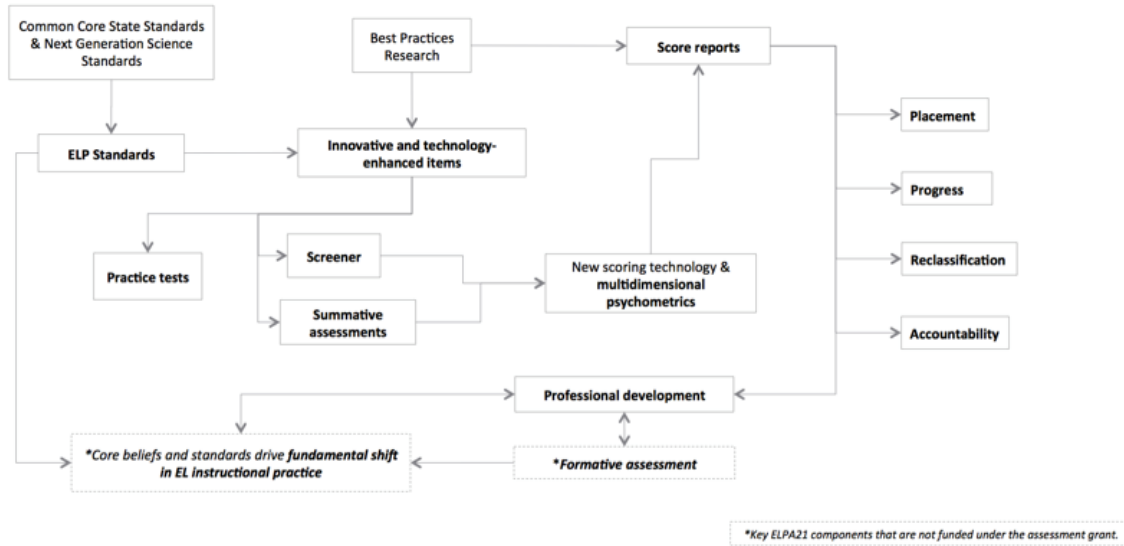 Common Core State Standards
& Next Generation Science
Standards
Best Practices
Research
Score reports
Placement
ELP Standards
Innovative and technology-
enhanced items
Progress
Practice tests
Screener
New scoring technology &
multidimensional
psychometrics
Reclassification
Summative
assessments
Accountability
Professional development
*Core beliefs and standards drive fundamental shift
in EL instructional practice
*Formative assessment
*Key ELPA21 components that are not funded under the assessment grant.